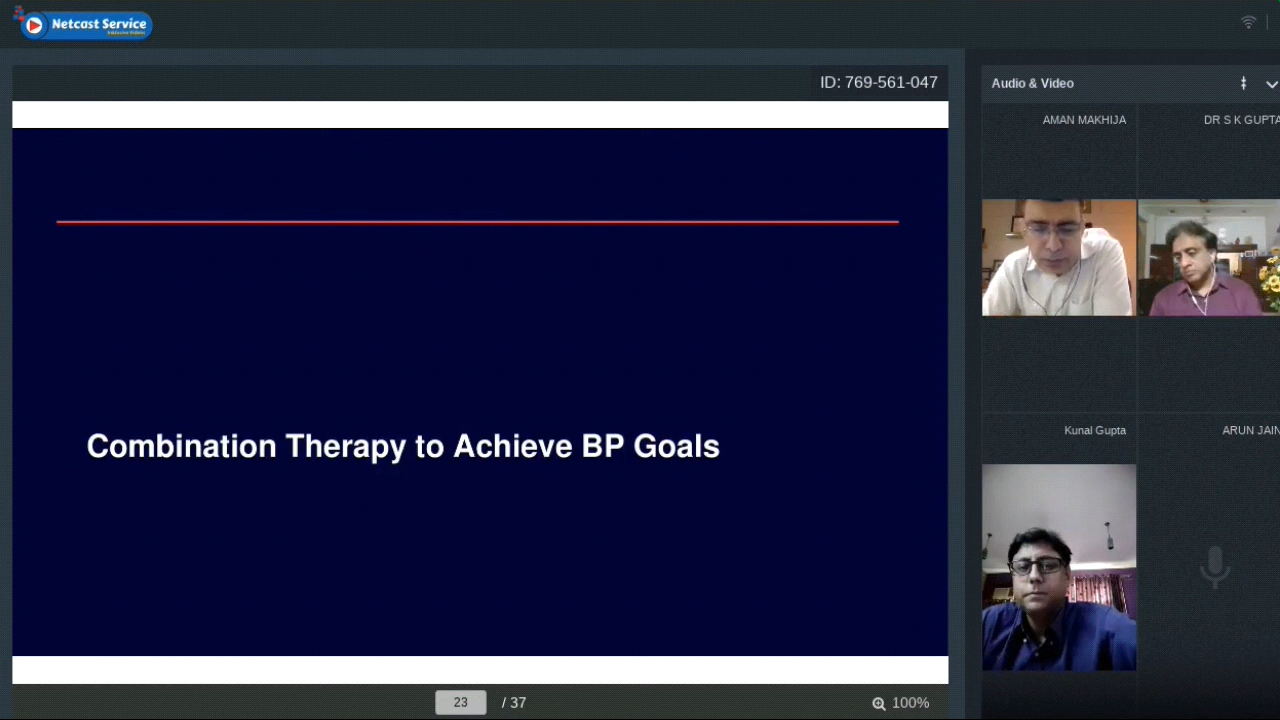 Netcast Service
ID: 769-561-047
Audio & Video
AMAN MAKHIJA
DR S K GUPTA
Combination Therapy to Achieve BP Goals
Kunal Gupta
ARUN JAIN
23 / 37
100%